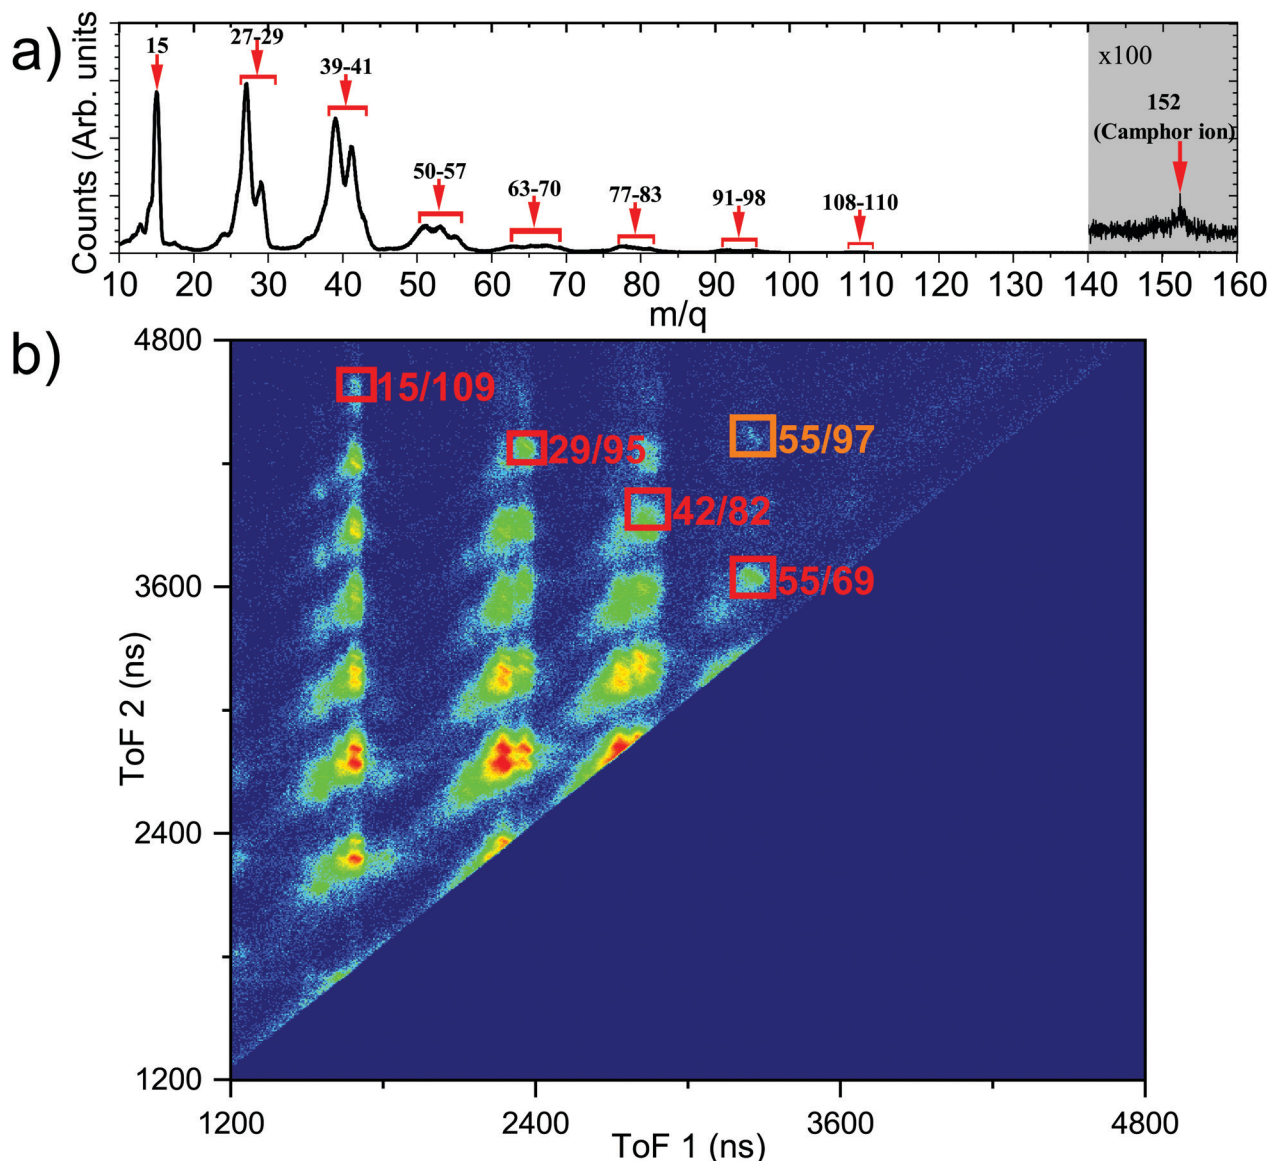 a)
Counts (Arb. units)
15
27-29
39-41
50-57
63-70
77-83
91-98
108-110
x100
152
(Camphor ion)
10 20 30 40 50 60 70 80 90 100 110 120 130 140 150 160
m/q
b)
4800
15/109
55/97
29/95
42/82
3600
55/69
ToF 2 (ns)
2400
1200
1200 2400 3600 4800
ToF 1 (ns)